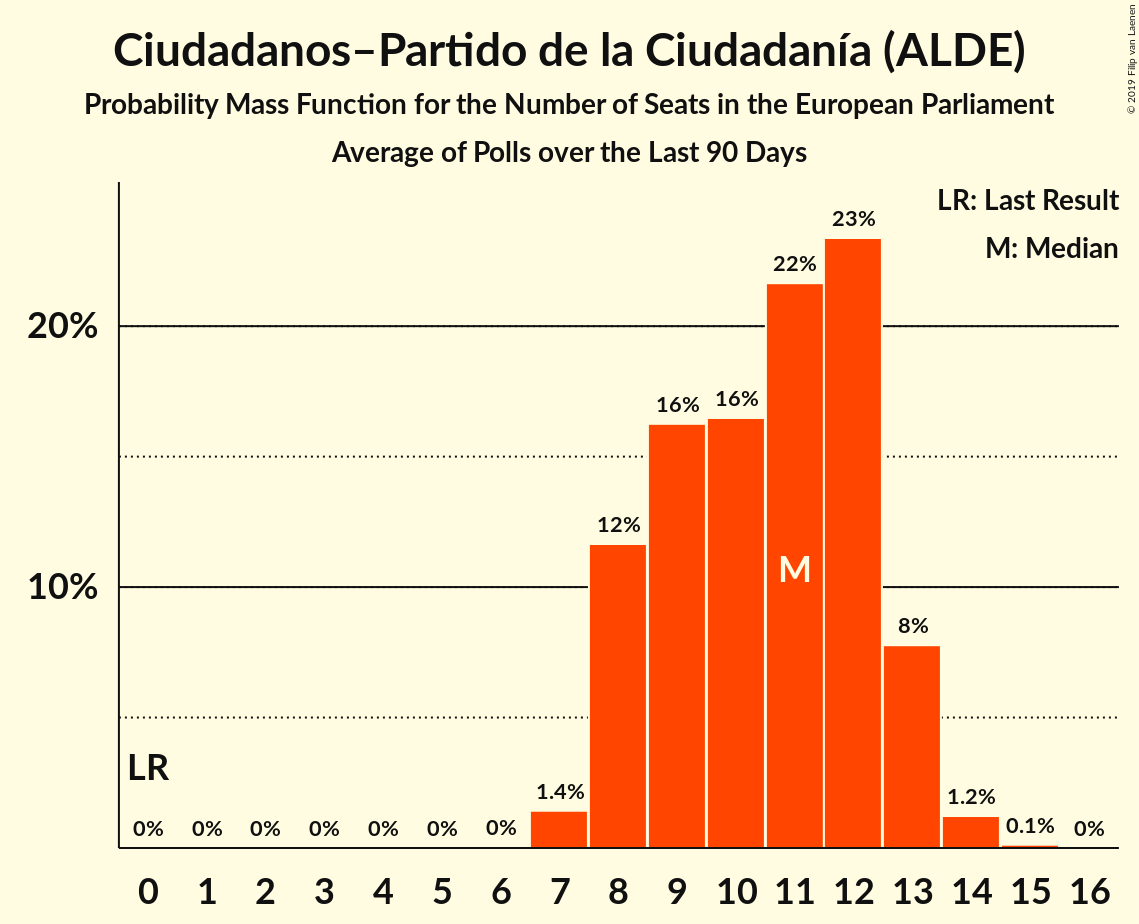 Ciudadanos–Partido de la Ciudadanía (ALDE)
Probability Mass Function for the Number of Seats in the European Parliament
Average of Polls over the Last 90 Days
© 2019 Filip van Laenen
LR: Last Result
M: Median
23%
22%
20%
16% 16%
12%
M
10%
8%
LR
1.4% 1.2%
0% 0% 0% 0% 0% 0% 0% 0.1% 0%
0 1 2 3 4 5 6 7 8 9 10 11 12 13 14 15 16